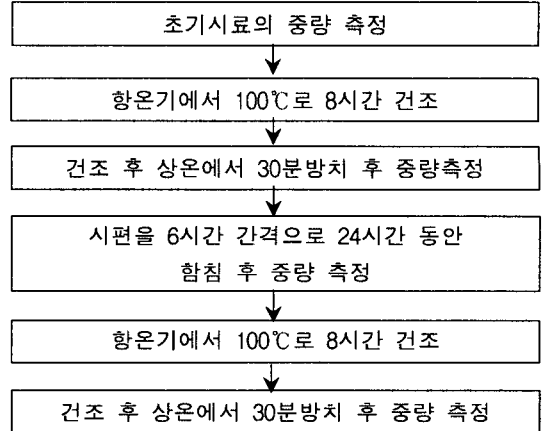 초기시료의 중량 측정
항온기에서 100℃로 8시간 건조
건조 후 상온에서 30분방치 후 중량측정
시편을 6시간 간격으로 24시간 동안
함침 후 중량 측정
항온기에서 100℃로 8시간 건조
건조 후 상온에서 30분방치 후 중량 측정